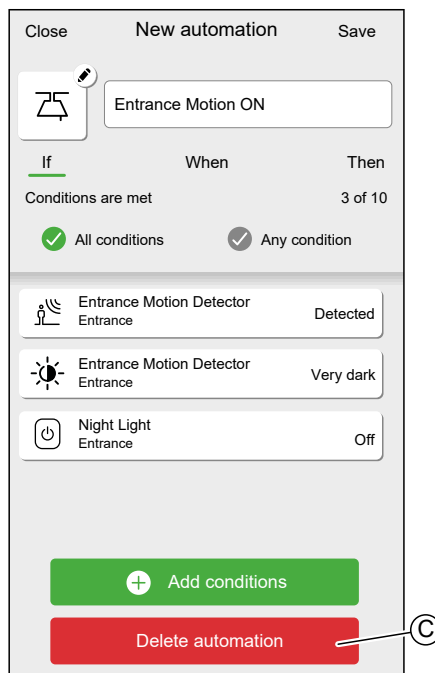 Close New automation Save
Entrance Motion ON
If When Then
Conditions are met 3 of 10
All conditions Any condition
Entrance Motion Detector
Entrance Detected
Entrance Motion Detector
Entrance Very dark
Night Light
Entrance Off
Add conditions
Delete automation C